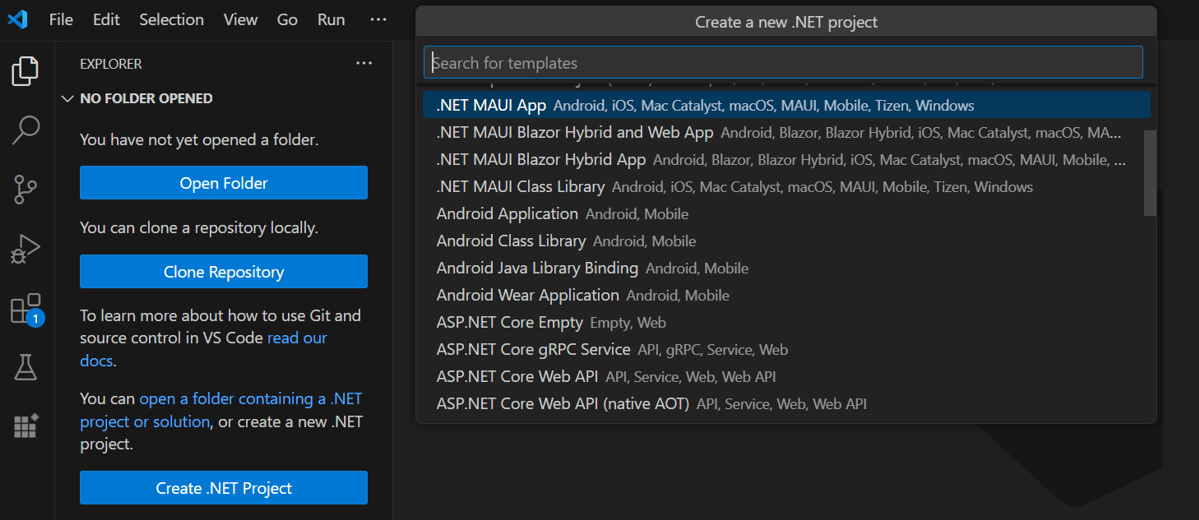 File Edit Selection View Go Run ...
EXPLORER ...
NO FOLDER OPENED
You have not yet opened a folder.
Open Folder
You can clone a repository locally.
Clone Repository
To learn more about how to use Git and
source control in VS Code read our
docs.
You can open a folder containing a .NET
project or solution, or create a new .NET
project.
Create .NET Project
1
Create a new .NET project
Search for templates
.NET MAUI App Android, iOS, Mac Catalyst, macOS, MAUI, Mobile, Tizen, Windows
.NET MAUI Blazor Hybrid and Web App Android, Blazor, Blazor Hybrid, iOS, Mac Catalyst, macOS, MA...
.NET MAUI Blazor Hybrid App Android, Blazor, Blazor Hybrid, iOS, Mac Catalyst, macOS, MAUI, Mobile, ...
.NET MAUI Class Library Android, iOS, Mac Catalyst, macOS, MAUI, Mobile, Tizen, Windows
Android Application Android, Mobile
Android Class Library Android, Mobile
Android Java Library Binding Android, Mobile
Android Wear Application Android, Mobile
ASP.NET Core Empty Empty, Web
ASP.NET Core gRPC Service API, gRPC, Service, Web
ASP.NET Core Web API API, Service, Web, Web API
ASP.NET Core Web API (native AOT) API, Service, Web, Web API